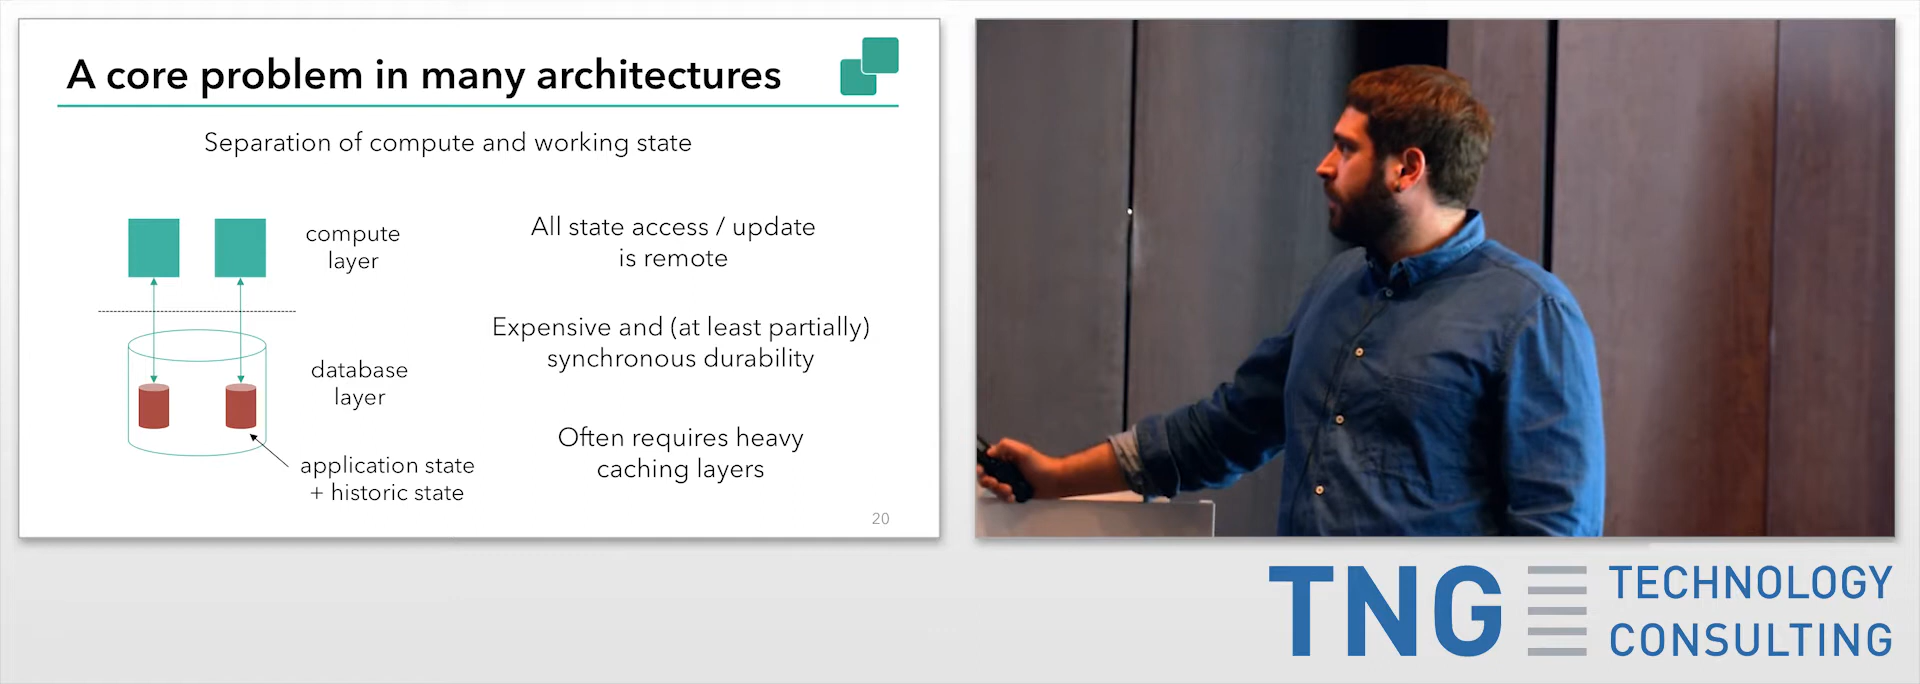 A core problem in many architectures
Separation of compute and working state
compute
layer
All state access / update
is remote
Expensive and (at least partially)
synchronous durability
database
layer
Often requires heavy
caching layers
application state
+ historic state
20
TNG TECHNOLOGY
CONSULTING